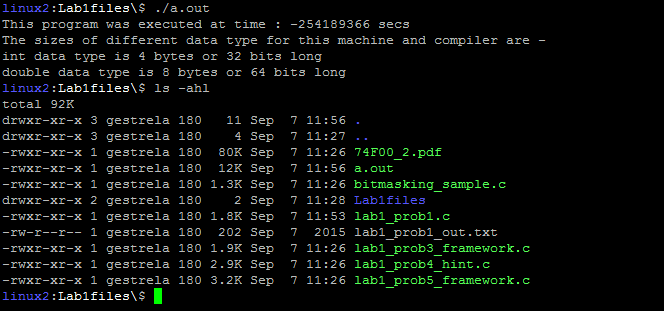 linux2:Lab1files\$ ./a.out
This program was executed at time : -254189366 secs
The sizes of different data type for this machine and compiler are -
int data type is 4 bytes or 32 bits long
double data type is 8 bytes or 64 bits long
linux2:Lab1files\$ ls -ahl
total 92K
drwxr-xr-x 3 gestrela 180   11 Sep  7 11:56 .
drwxr-xr-x 3 gestrela 180    4 Sep  7 11:27 ..
-rwxr-xr-x 1 gestrela 180  80K Sep  7 11:26 74F00_2.pdf
-rwxr-xr-x 1 gestrela 180  12K Sep  7 11:56 a.out
-rwxr-xr-x 1 gestrela 180 1.3K Sep  7 11:26 bitmasking_sample.c
drwxr-xr-x 2 gestrela 180    2 Sep  7 11:28 Lab1files
-rwxr-xr-x 1 gestrela 180 1.8K Sep  7 11:53 lab1_prob1.c
-rw-r--r-- 1 gestrela 180  202 Sep  7  2015 lab1_prob1_out.txt
-rwxr-xr-x 1 gestrela 180 1.9K Sep  7 11:26 lab1_prob3_framework.c
-rwxr-xr-x 1 gestrela 180 2.9K Sep  7 11:26 lab1_prob4_hint.c
-rwxr-xr-x 1 gestrela 180 3.2K Sep  7 11:26 lab1_prob5_framework.c
linux2:Lab1files\$